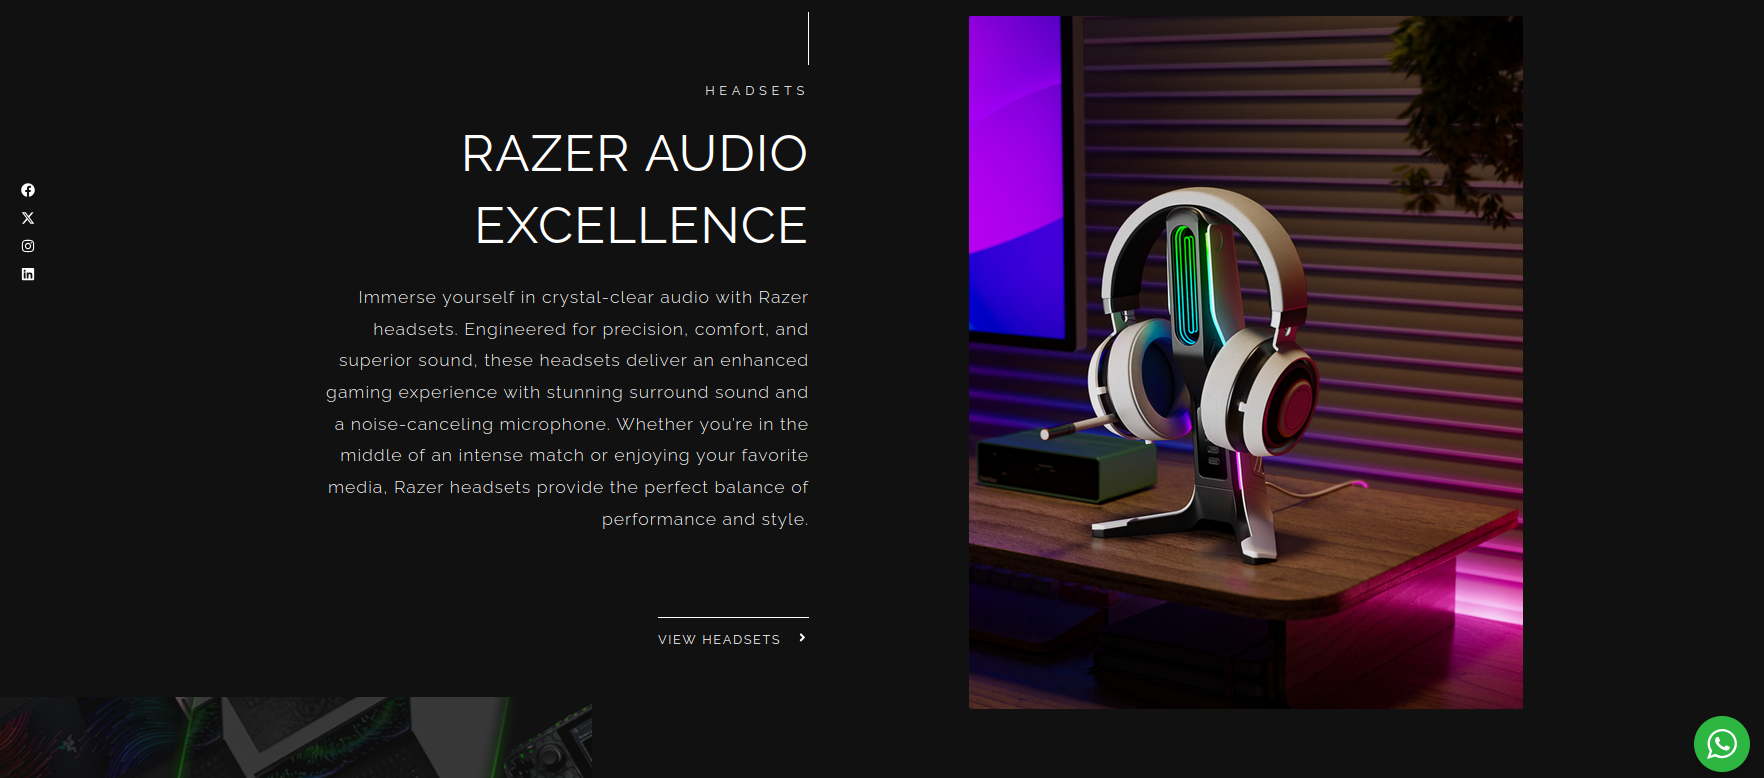 HEADSETS
RAZER AUDIO
EXCELLENCE
Immerse yourself in crystal-clear audio with Razer
headsets. Engineered for precision, comfort, and
superior sound, these headsets deliver an enhanced
gaming experience with stunning surround sound and
a noise-canceling microphone. Whether you’re in the
middle of an intense match or enjoying your favorite
media, Razer headsets provide the perfect balance of
performance and style.
VIEW HEADSETS